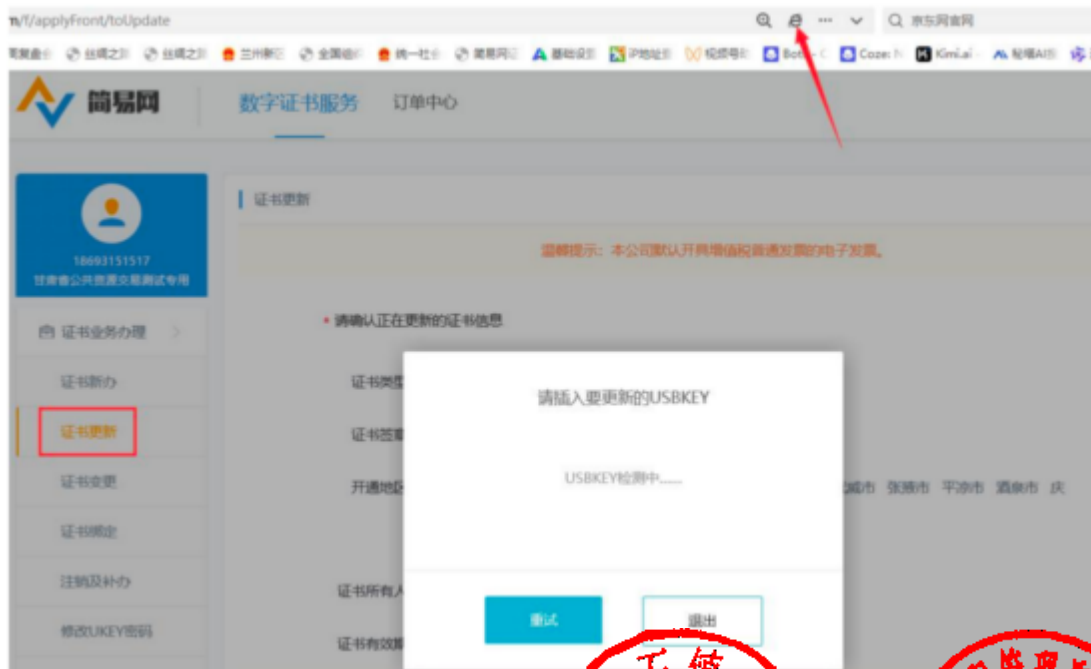 n/f/applyFront/toUpdate
京东网官网
丝绸之 丝绸之 兰州新 全国 统一社 简易网 基础设 IP地址 视频号 Bot Coze: Kimi.ai
简易网 数字证书服务 订单中心
18693151517
甘肃省公共资源交易测试专用
证书更新
温馨提示：本公司默认开具增值税普通发票的电子发票。
证书业务办理
* 请确认正在更新的证书信息
证书新办
证书类型
请插入要更新的USBKEY
证书更新
USBKEY检测中......
证书变更
开通地区
威市 张掖市 平凉市 酒泉市 庆
证书绑定
注销及补办
证书所有人
重试 退出
修改UKEY密码
证书有效期